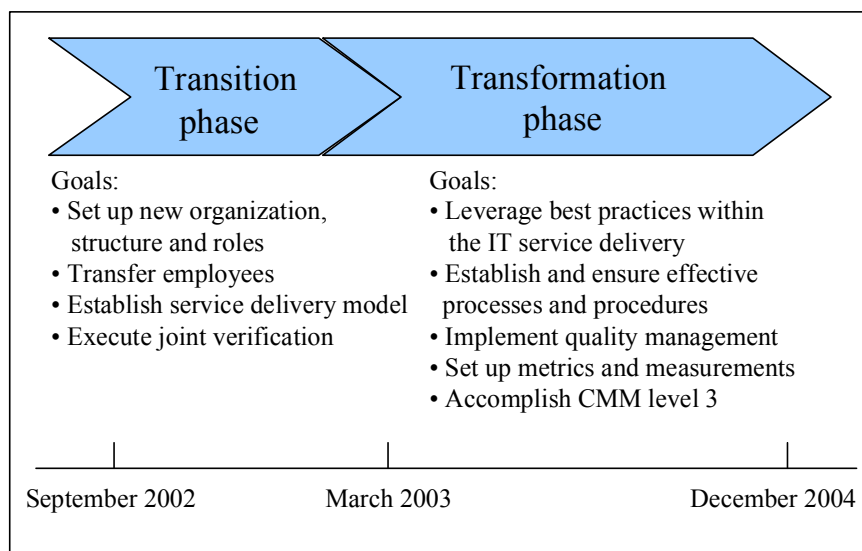 Transition
phase
Transformation
phase
Goals:
• Set up new organization,
structure and roles
• Transfer employees
• Establish service delivery model
• Execute joint verification
Goals:
• Leverage best practices within
the IT service delivery
• Establish and ensure effective
processes and procedures
• Implement quality management
• Set up metrics and measurements
• Accomplish CMM level 3
September 2002
March 2003
December 2004